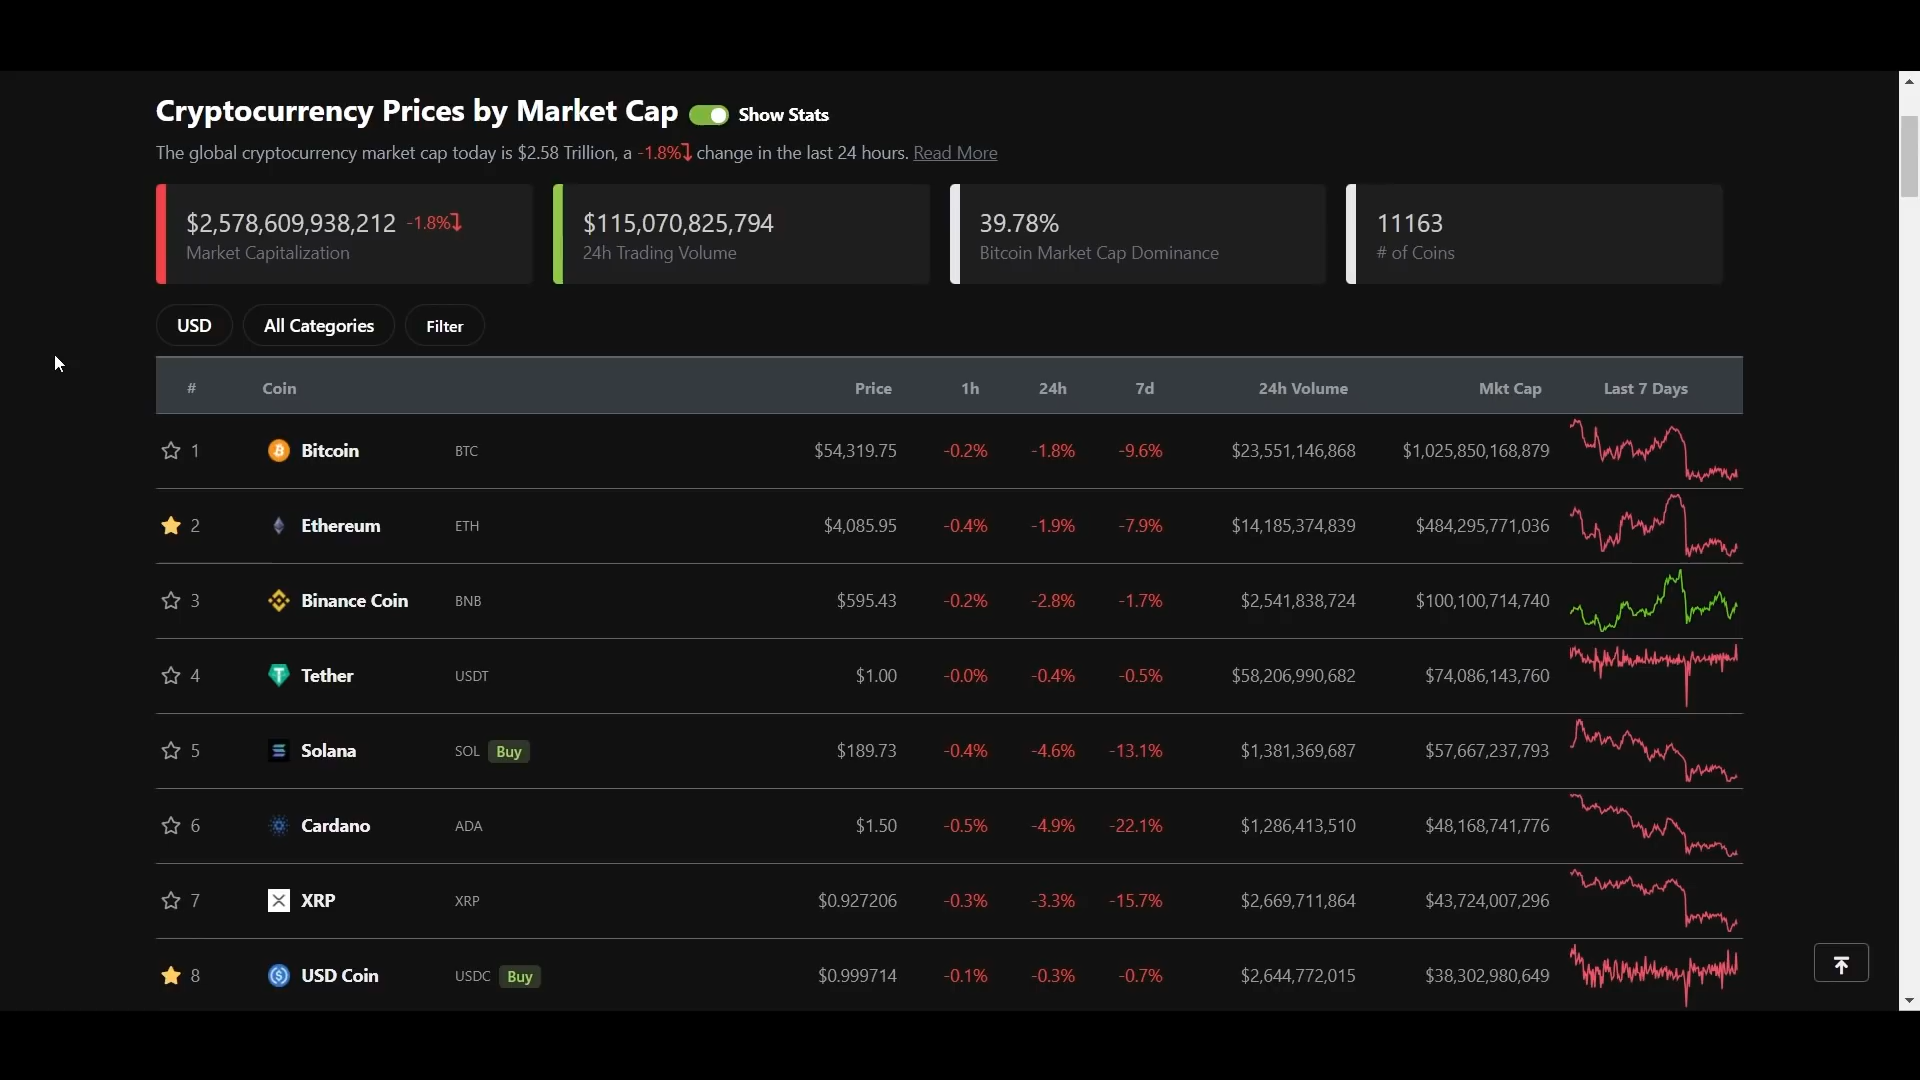 Cryptocurrency Prices by Market Cap Show Stats
The global cryptocurrency market cap today is $2.58 Trillion, a -1.8% change in the last 24 hours. Read More
$2,578,609,938,212 -1.8%
Market Capitalization
$115,070,825,794
24h Trading Volume
39.78%
Bitcoin Market Cap Dominance
11163
# of Coins
USD All Categories Filter
# Coin Price 1h 24h 7d 24h Volume Mkt Cap Last 7 Days
1 Bitcoin BTC $54,319.75 -0.2% -1.8% -9.6% $23,551,146,868 $1,025,850,168,879
2 Ethereum ETH $4,085.95 -0.4% -1.9% -7.9% $14,185,374,839 $484,295,771,036
3 Binance Coin BNB $595.43 -0.2% -2.8% -1.7% $2,541,838,724 $100,100,714,740
4 Tether USDT $1.00 -0.0% -0.4% -0.5% $58,206,990,682 $74,086,143,760
5 Solana SOL Buy $189.73 -0.4% -4.6% -13.1% $1,381,369,687 $57,667,237,793
6 Cardano ADA $1.50 -0.5% -4.9% -22.1% $1,286,413,510 $48,168,741,776
7 XRP XRP $0.927206 -0.3% -3.3% -15.7% $2,669,711,864 $43,724,007,296
8 USD Coin USDC Buy $0.999714 -0.1% -0.3% -0.7% $2,644,772,015 $38,302,980,649